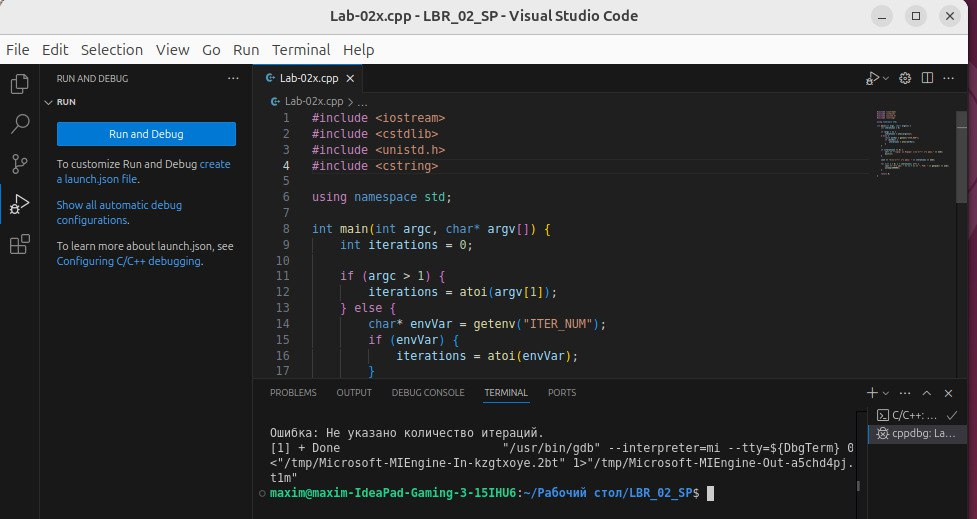 Lab-02x.cpp - LBR_02_SP - Visual Studio Code
File Edit Selection View Go Run Terminal Help
RUN AND DEBUG ...
RUN
Run and Debug
To customize Run and Debug create
a launch.json file.
Show all automatic debug
configurations.
To learn more about launch.json, see
Configuring C/C++ debugging.
Lab-02x.cpp
Lab-02x.cpp > ...
1 #include <iostream>
2 #include <cstdlib>
3 #include <unistd.h>
4 #include <cstring>
5
6 using namespace std;
7
8 int main(int argc, char* argv[]) {
9 int iterations = 0;
10
11 if (argc > 1) {
12 iterations = atoi(argv[1]);
13 } else {
14 char* envVar = getenv("ITER_NUM");
15 if (envVar) {
16 iterations = atoi(envVar);
17 }
PROBLEMS OUTPUT DEBUG CONSOLE TERMINAL PORTS
C/C++: ...
cppdbg: La...
Ошибка: Не указано количество итераций.
[1] + Done "/usr/bin/gdb" --interpreter=mi --tty=${DbgTerm} 0
<"/tmp/Microsoft-MIEngine-In-kzgtxoye.2bt" 1>"/tmp/Microsoft-MIEngine-Out-a5chd4pj.
t1m"
maxim@maxim-IdeaPad-Gaming-3-15IHU6:~/Рабочий стол/LBR_02_SP$